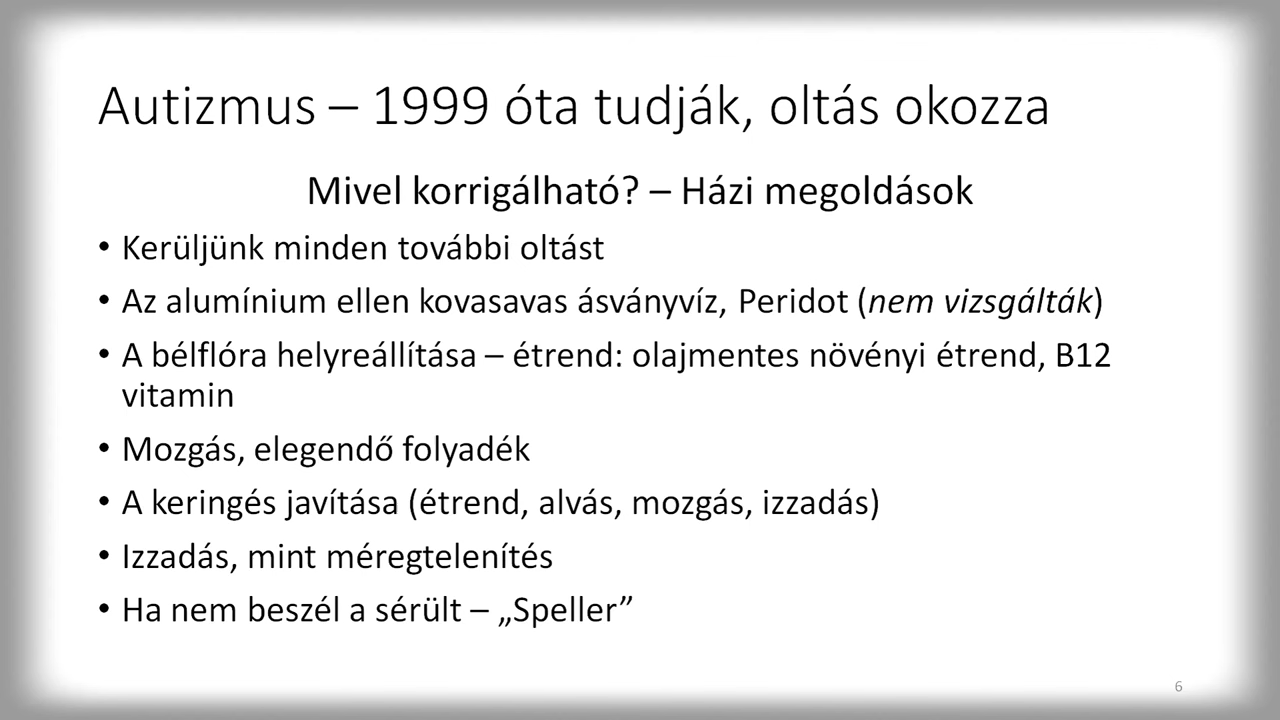 Autizmus – 1999 óta tudják, oltás okozza
Mivel korrigálható? – Házi megoldások
• Kerüljünk minden további oltást
• Az alumínium ellen kovasavas ásványvíz, Peridot (nem vizsgálták)
• A bélflóra helyreállítása – étrend: olajmentes növényi étrend, B12
vitamin
• Mozgás, elegendő folyadék
• A keringés javítása (étrend, alvás, mozgás, izzadás)
• Izzadás, mint méregtelenítés
• Ha nem beszél a sérült – „Speller”
6